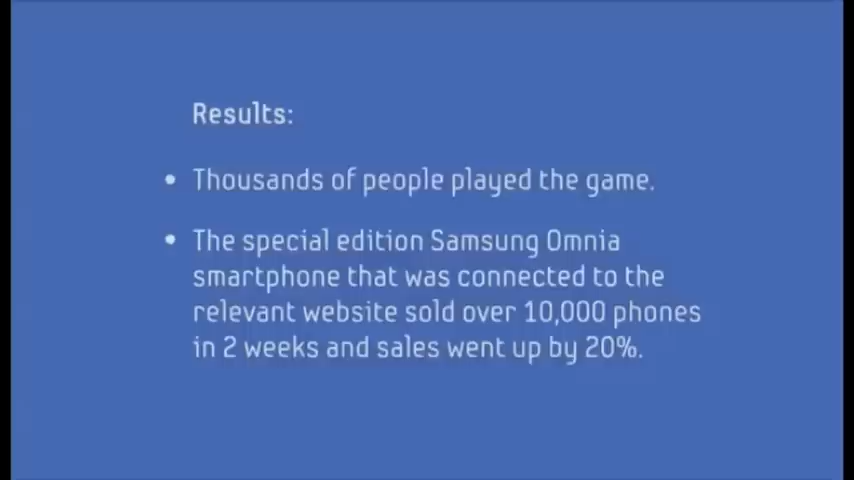 Results:
• Thousands of people played the game.
• The special edition Samsung Omnia
smartphone that was connected to the
relevant website sold over 10,000 phones
in 2 weeks and sales went up by 20%.